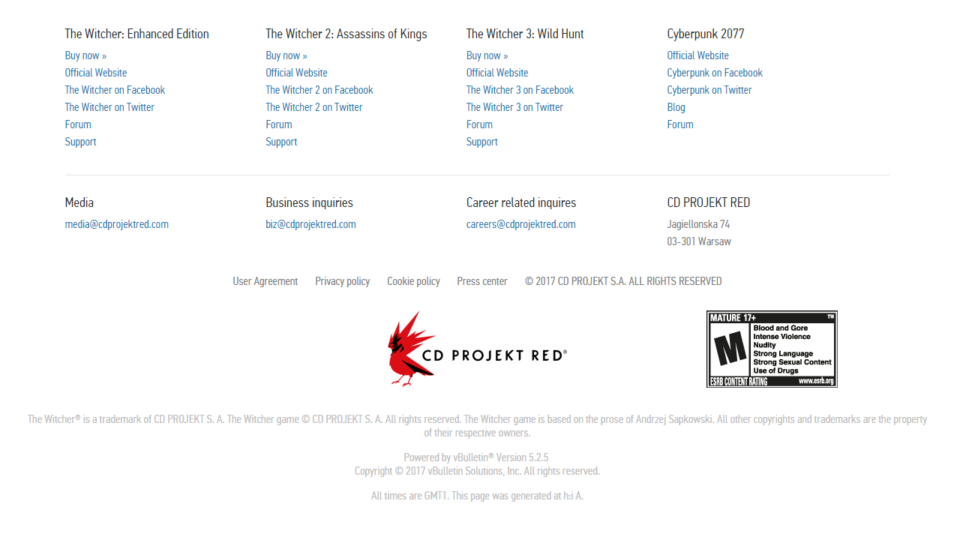 The Witcher: Enhanced Edition
Buy now »
Official Website
The Witcher on Facebook
The Witcher on Twitter
Forum
Support
The Witcher 2: Assassins of Kings
Buy now »
Official Website
The Witcher 2 on Facebook
The Witcher 2 on Twitter
Forum
Support
The Witcher 3: Wild Hunt
Buy now »
Official Website
The Witcher 3 on Facebook
The Witcher 3 on Twitter
Forum
Support
Cyberpunk 2077
Official Website
Cyberpunk on Facebook
Cyberpunk on Twitter
Blog
Forum
Media
media@cdprojektred.com
Business inquiries
biz@cdprojektred.com
Career related inquires
careers@cdprojektred.com
CD PROJEKT RED
Jagiellonska 74
03-301 Warsaw
User Agreement Privacy policy Cookie policy Press center © 2017 CD PROJEKT S.A. ALL RIGHTS RESERVED
CD PROJEKT RED®
MATURE 17+ ™
M
Blood and Gore
Intense Violence
Nudity
Strong Language
Strong Sexual Content
Use of Drugs
ESRB CONTENT RATING www.esrb.org
The Witcher® is a trademark of CD PROJEKT S. A. The Witcher game © CD PROJEKT S. A. All rights reserved. The Witcher game is based on the prose of Andrzej Sapkowski. All other copyrights and trademarks are the property
of their respective owners.
Powered by vBulletin® Version 5.2.5
Copyright © 2017 vBulletin Solutions, Inc. All rights reserved.
All times are GMT1. This page was generated at h:i A.